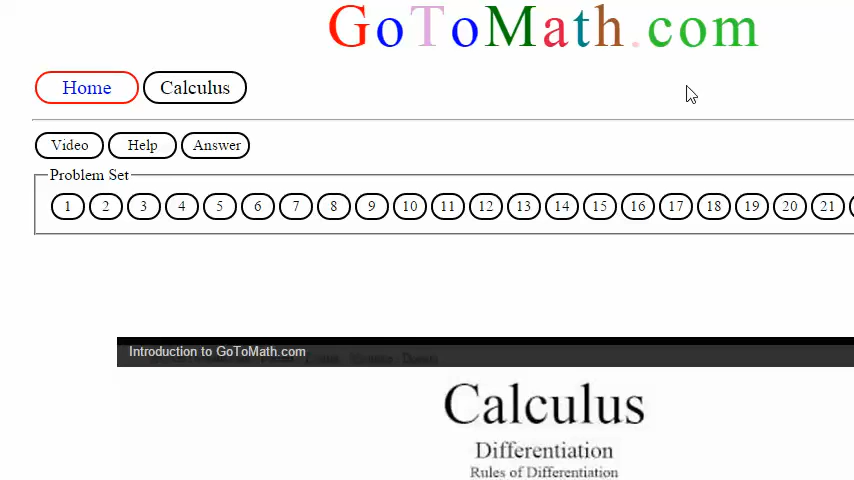 GoToMath.com
Home Calculus
Video Help Answer
Problem Set
1 2 3 4 5 6 7 8 9 10 11 12 13 14 15 16 17 18 19 20 21
Introduction to GoToMath.com
Calculus
Differentiation
Rules of Differentiation